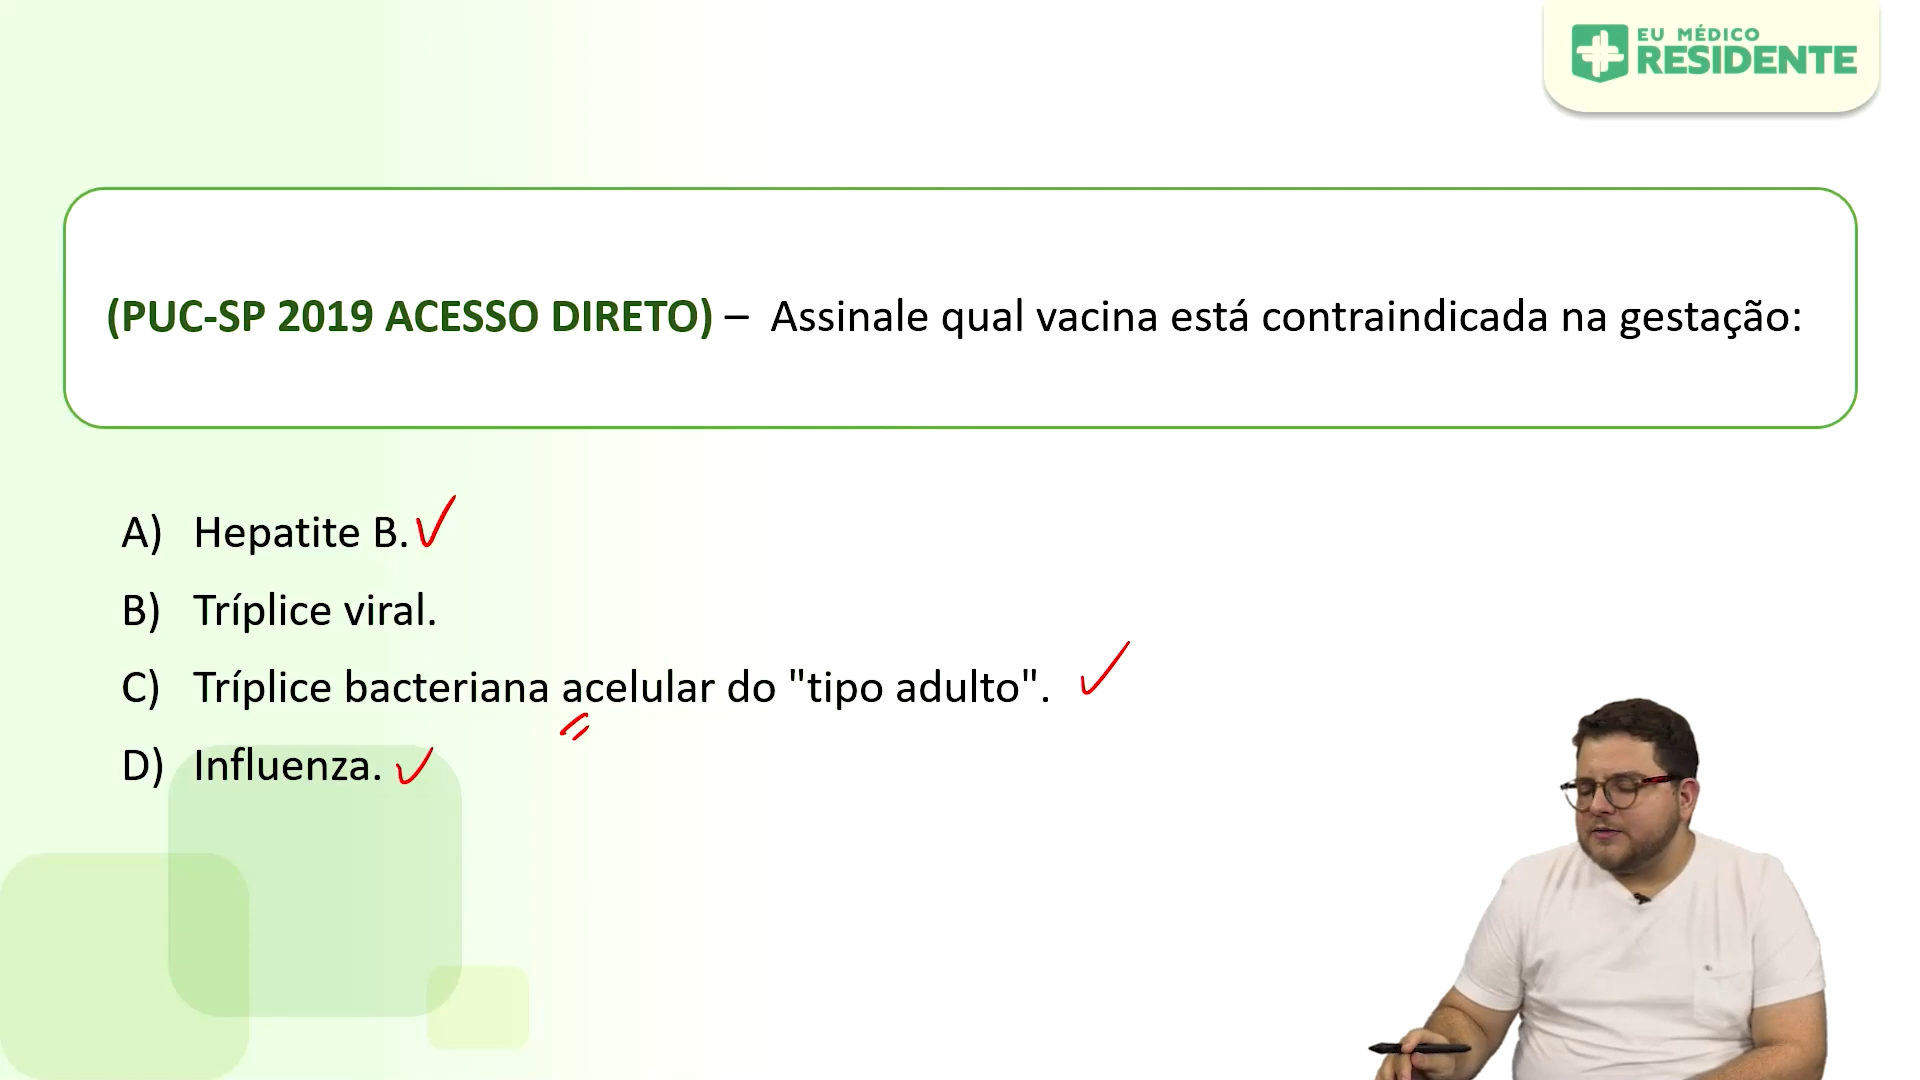 EU MÉDICO
RESIDENTE
(PUC-SP 2019 ACESSO DIRETO) – Assinale qual vacina está contraindicada na gestação:
A) Hepatite B.
B) Tríplice viral.
C) Tríplice bacteriana acelular do "tipo adulto".
D) Influenza.